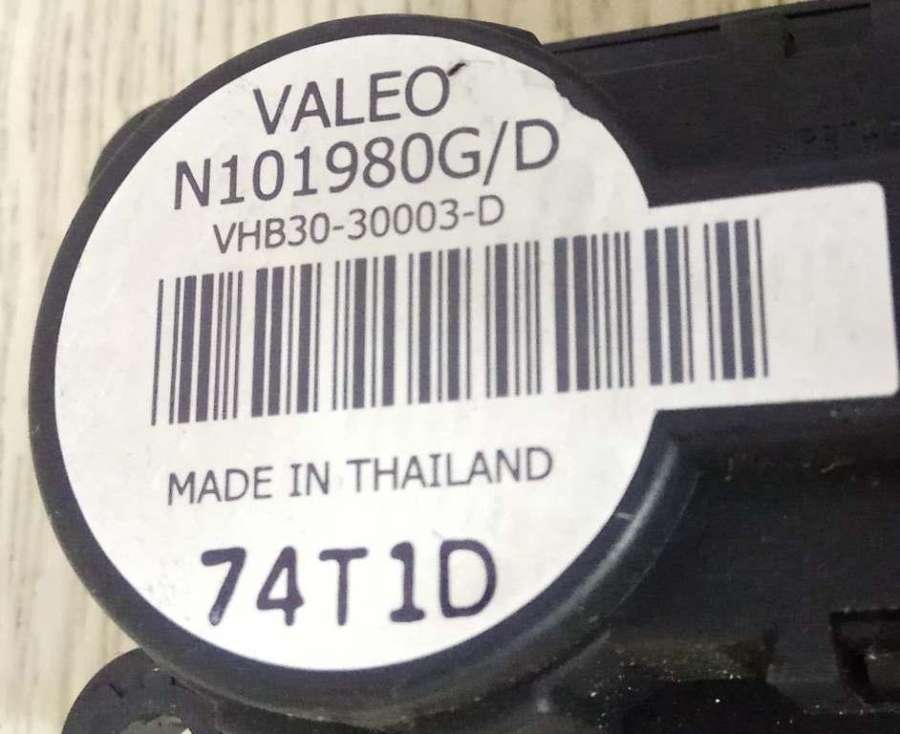 VALEO
N101980G/D
VHB30-30003-D
MADE IN THAILAND
74T1D